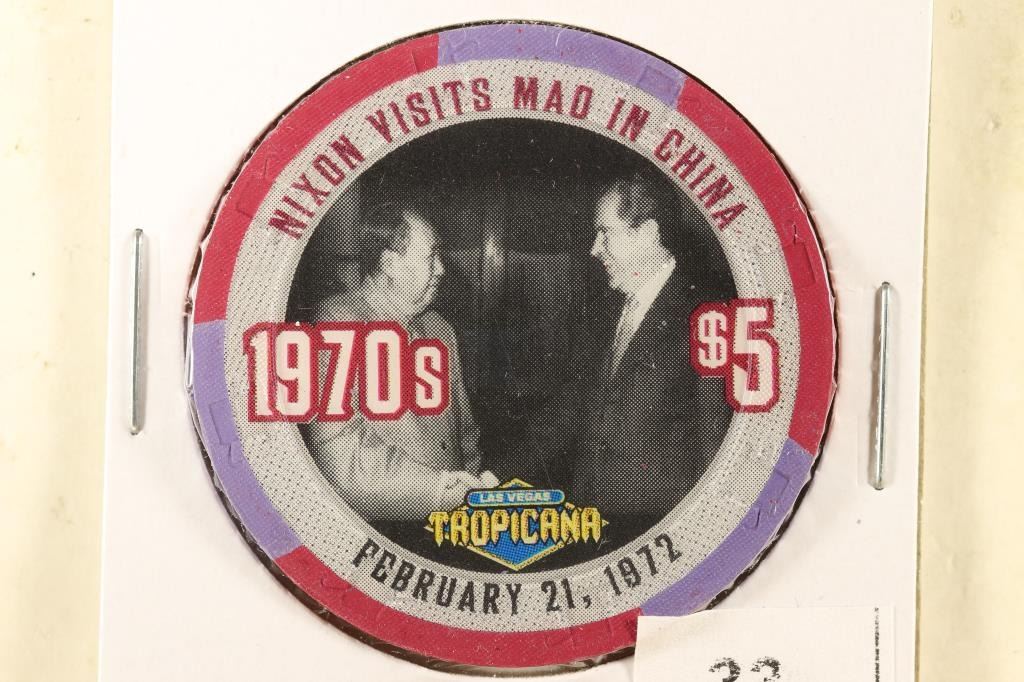 NIXON VISITS MAO IN CHINA
1970s
$5
LAS VEGAS
TROPICANA
FEBRUARY 21, 1972